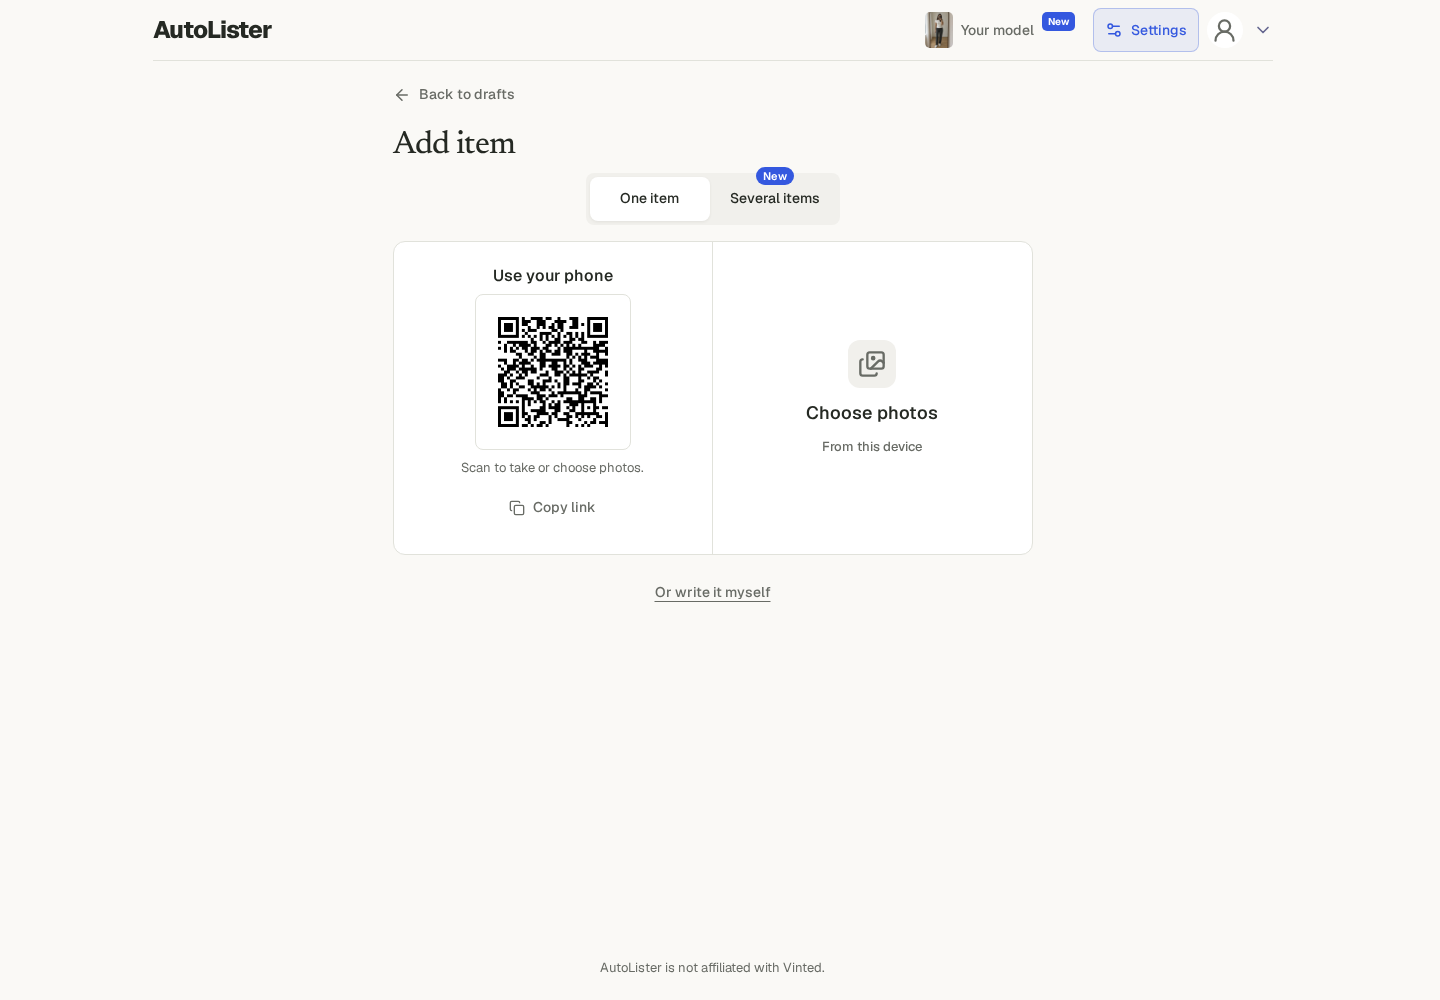 AutoLister
Your model
New
Settings
Back to drafts
Add item
One item
New
Several items
Use your phone
Scan to take or choose photos.
Copy link
Choose photos
From this device
Or write it myself
AutoLister is not affiliated with Vinted.